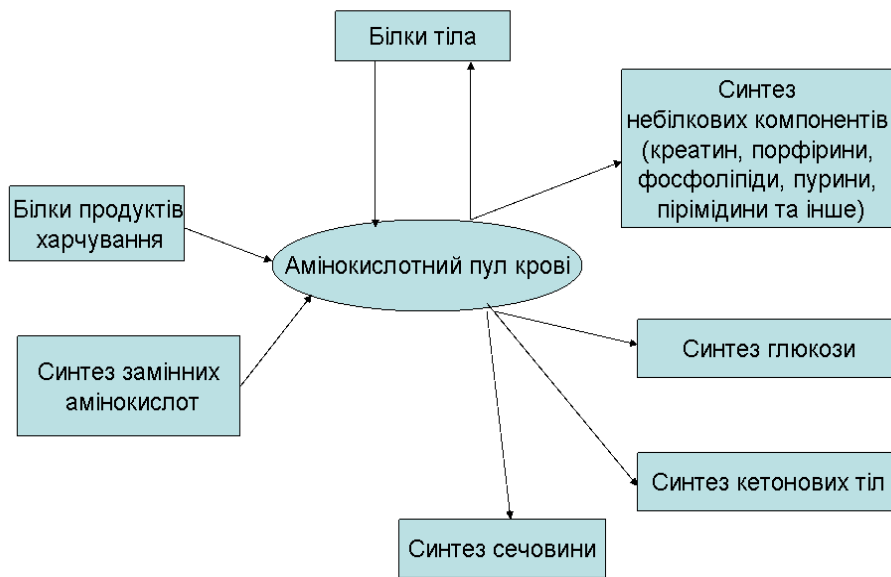 Білки тіла
Синтез
небілкових компонентів
(креатин, порфірини,
фосфоліпіди, пурини,
пірімідини та інше)
Білки продуктів
харчування
Амінокислотний пул крові
Синтез замінних
амінокислот
Синтез глюкози
Синтез кетонових тіл
Синтез сечовини